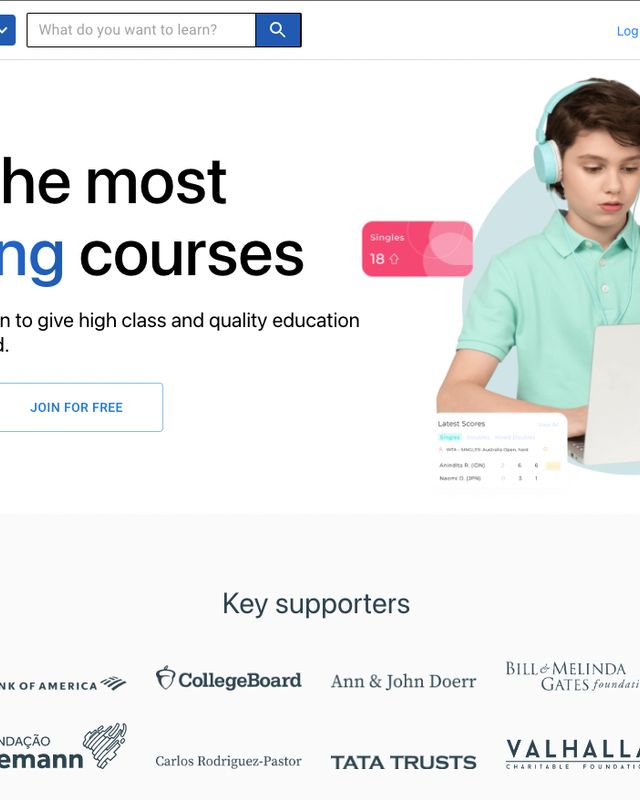 What do you want to learn?
Log
he most
ng courses
n to give high class and quality education
d.
JOIN FOR FREE
Singles
18
Latest Scores
View All
Singles Doubles Mixed Doubles
WTA - SINGLES: Australia Open, hard
Anindita R. (IDN) 2 6 6
Naomi O. (JPN) 0 3 1
Key supporters
NK OF AMERICA
CollegeBoard
Ann & John Doerr
BILL & MELINDA
GATES foundati
NDAÇÃO
emann
Carlos Rodriguez-Pastor
TATA TRUSTS
VALHALLA
CHARITABLE FOUNDATIO